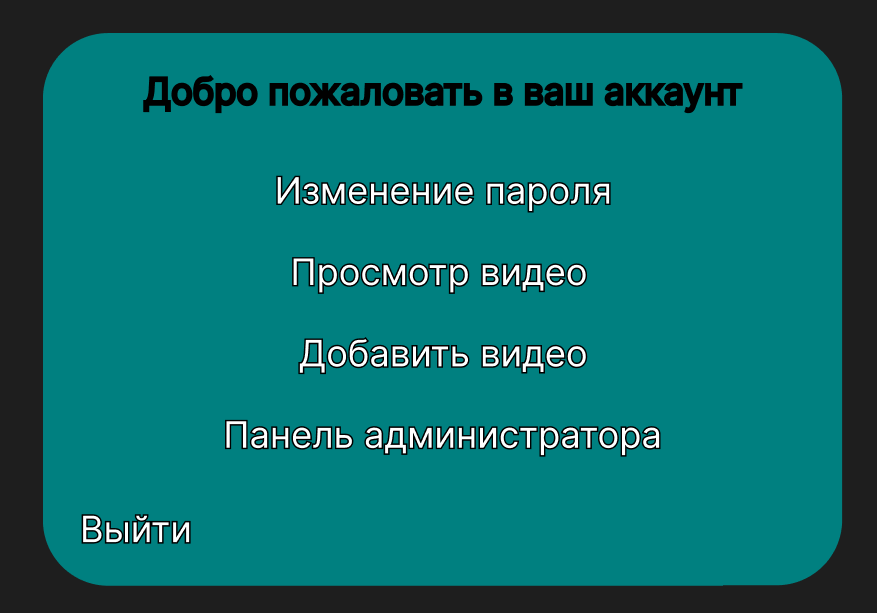 Добро пожаловать в ваш аккаунт
Изменение пароля
Просмотр видео
Добавить видео
Панель администратора
Выйти